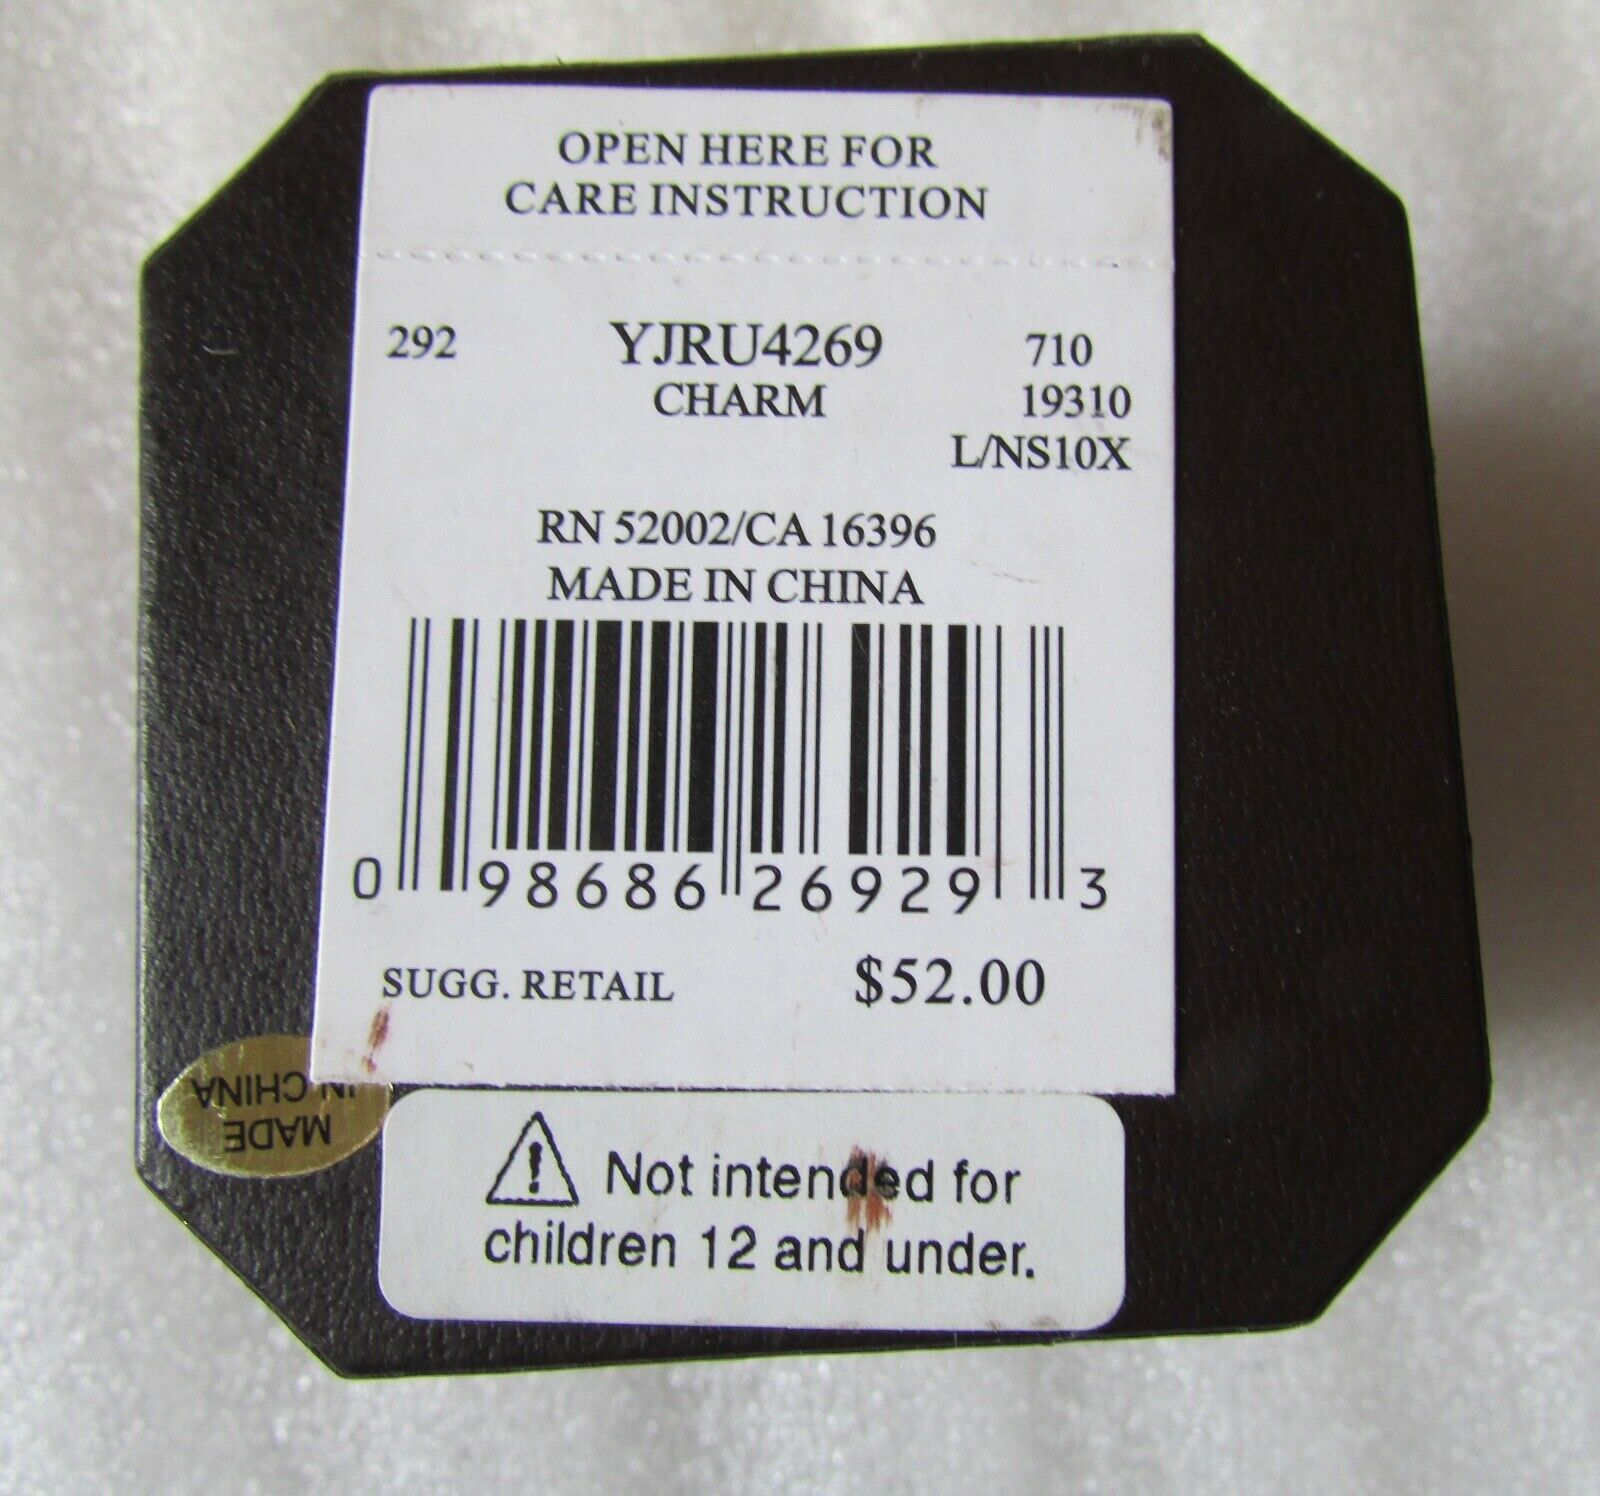 OPEN HERE FOR
CARE INSTRUCTION
292 YJRU4269 710
CHARM 19310
L/NS10X
RN 52002/CA 16396
MADE IN CHINA
0 98686 26929 3
SUGG. RETAIL $52.00
MADE
IN CHINA
Not intended for
children 12 and under.